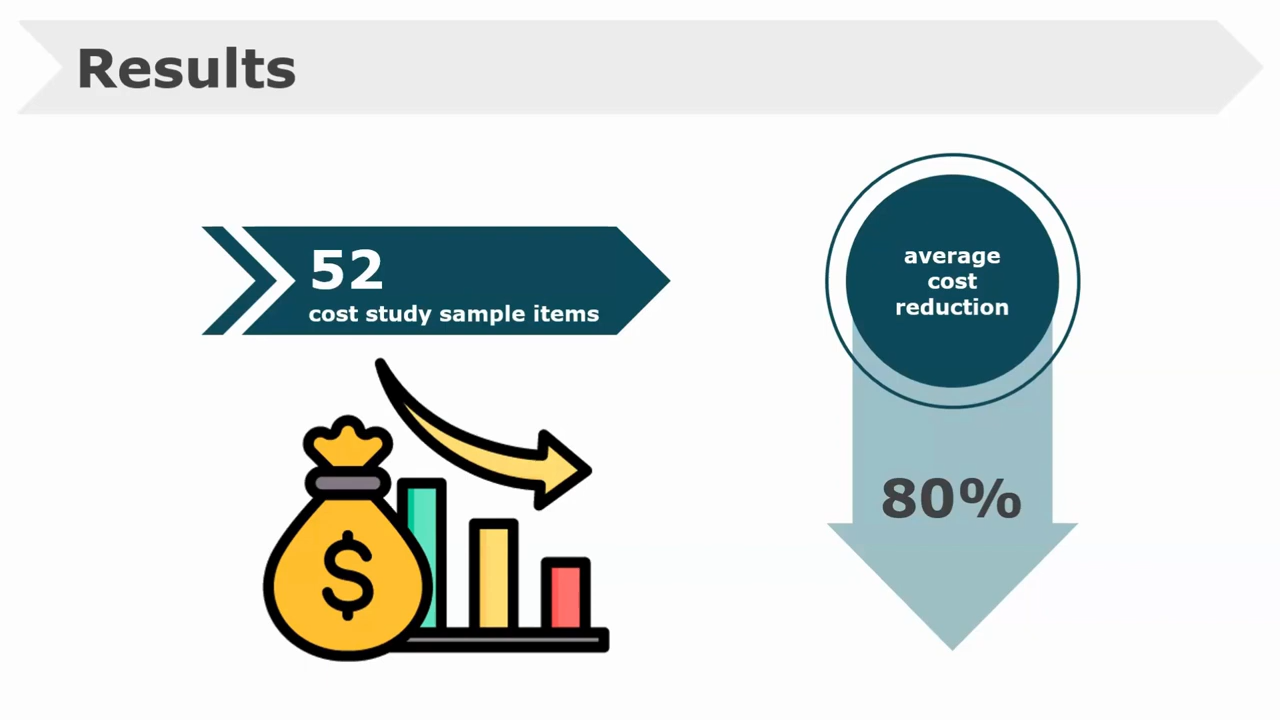 Results
52
cost study sample items
average
cost
reduction
80%
$